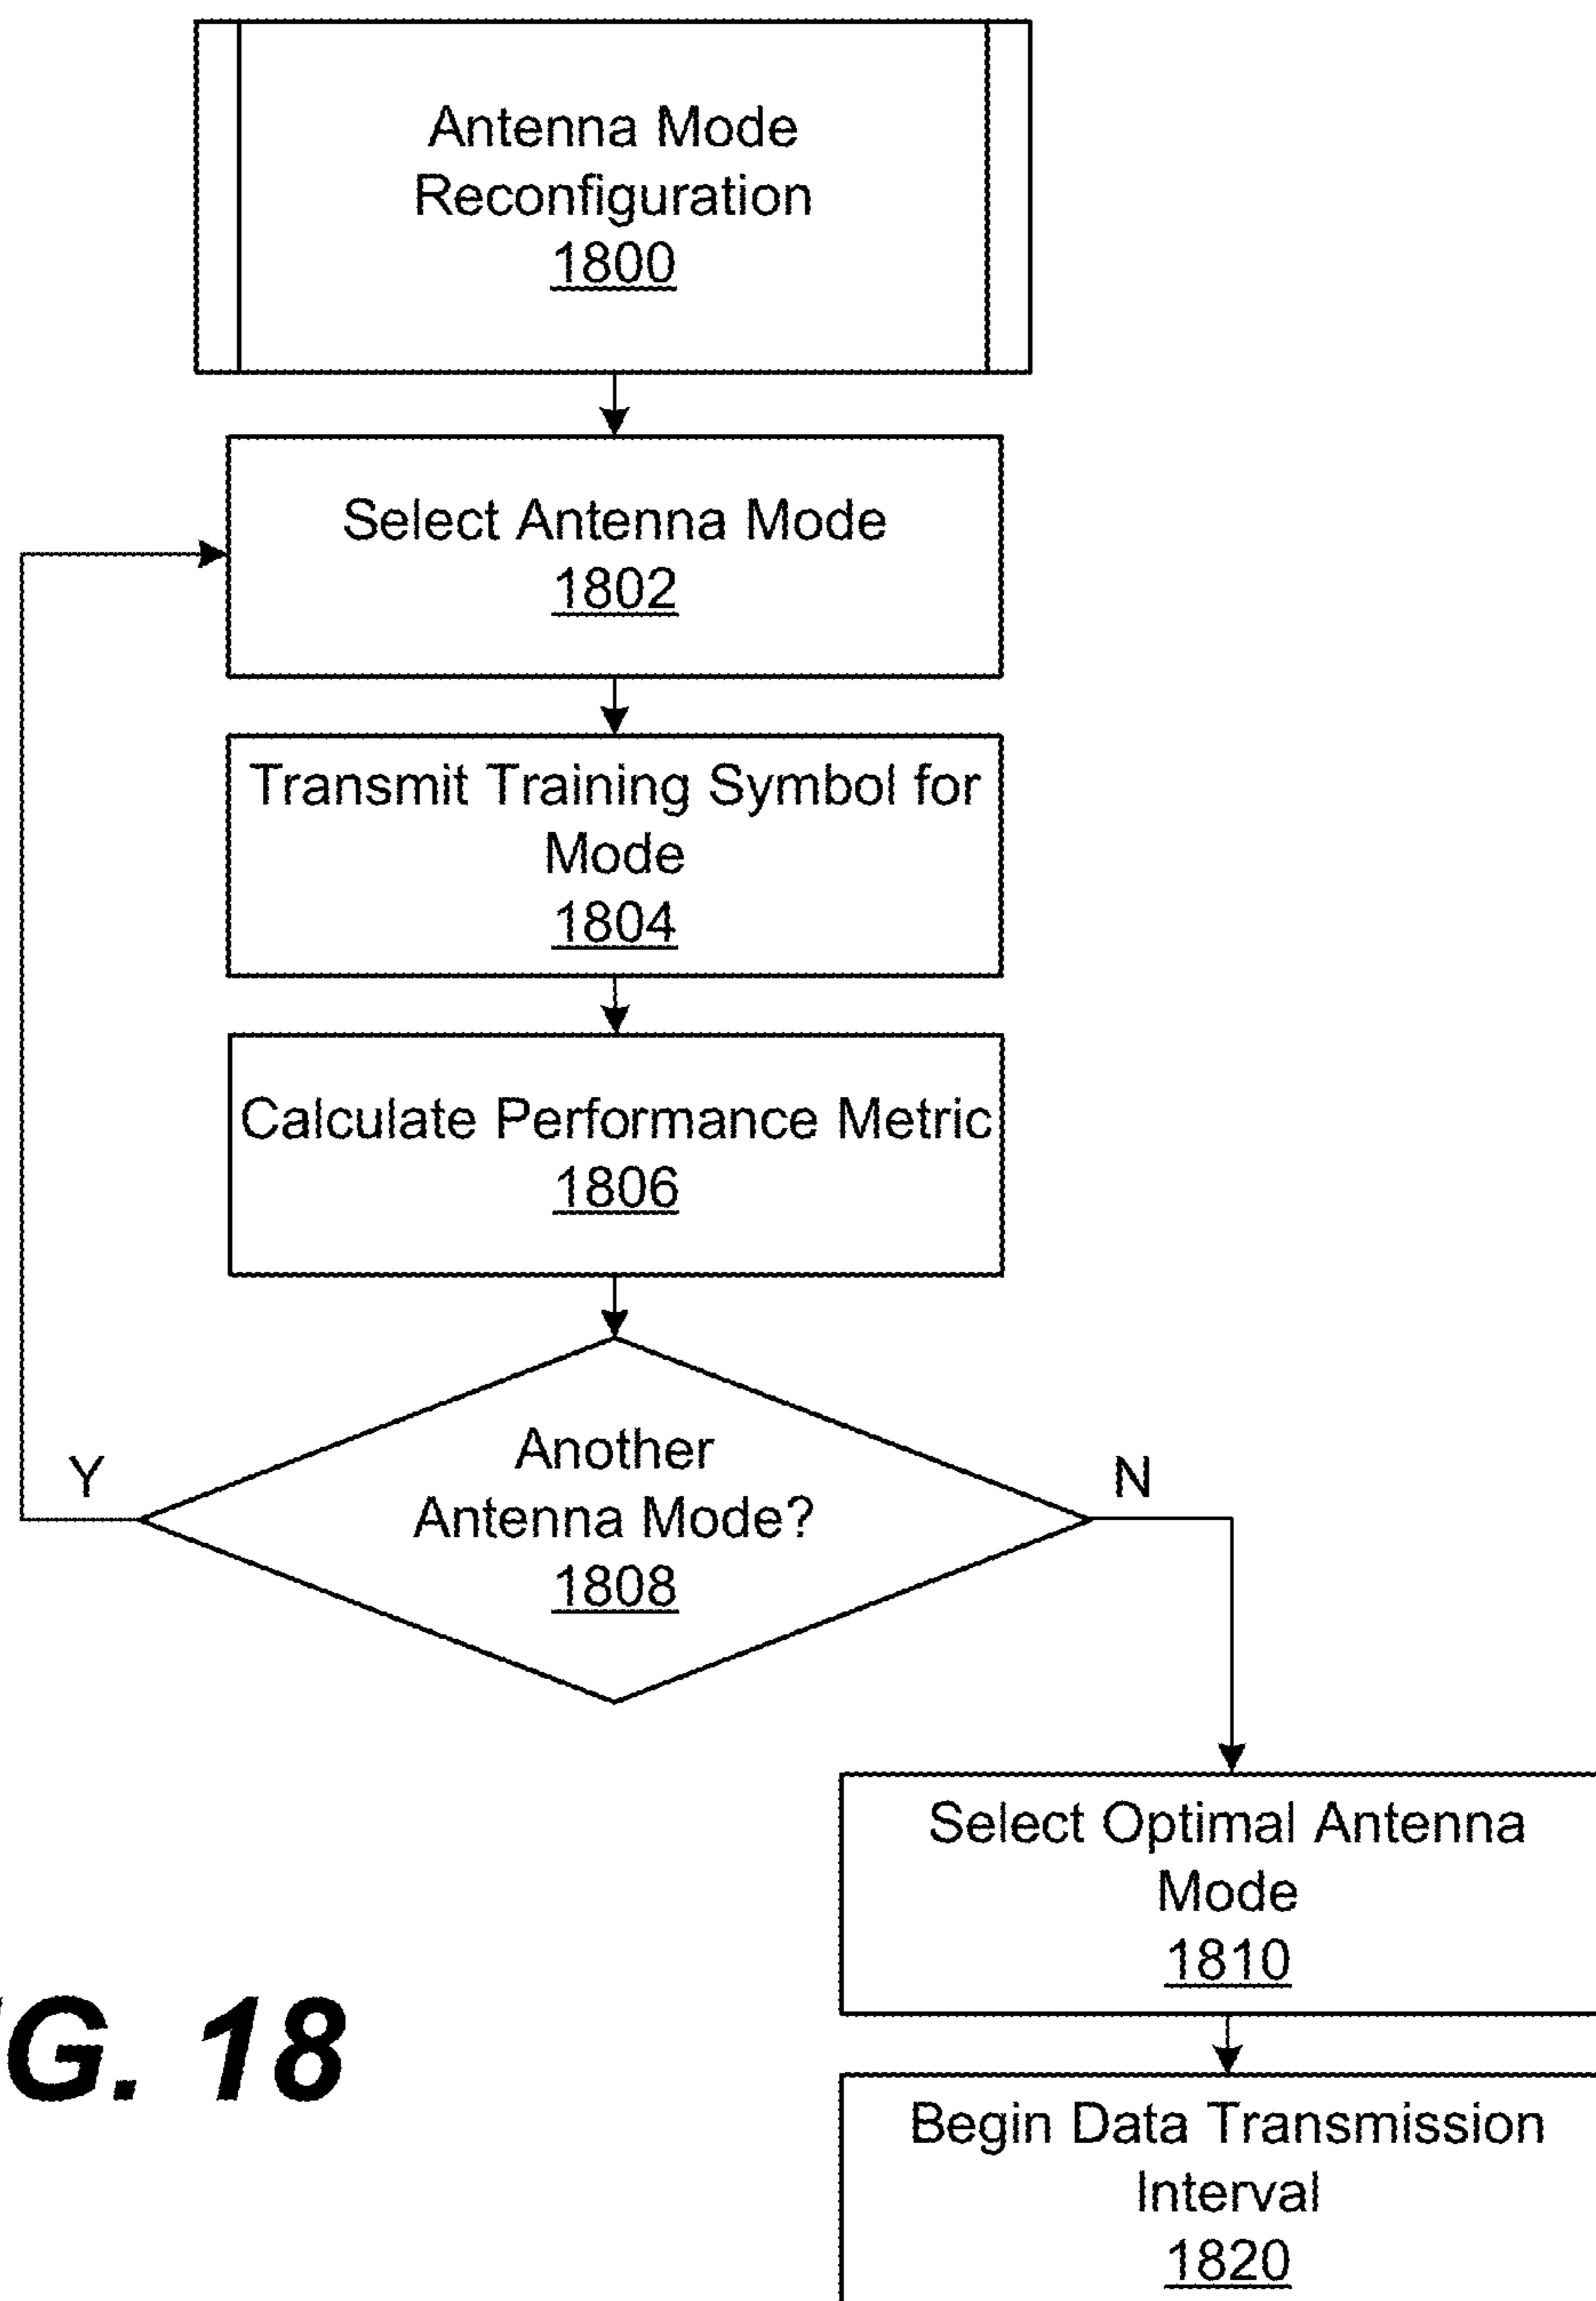 Antenna Mode
Reconfiguration
1800
Select Antenna Mode
1802
Transmit Training Symbol for
Mode
1804
Calculate Performance Metric
1806
Another
Antenna Mode?
1808
Y
N
Select Optimal Antenna
Mode
1810
Begin Data Transmission
Interval
1820
G. 18